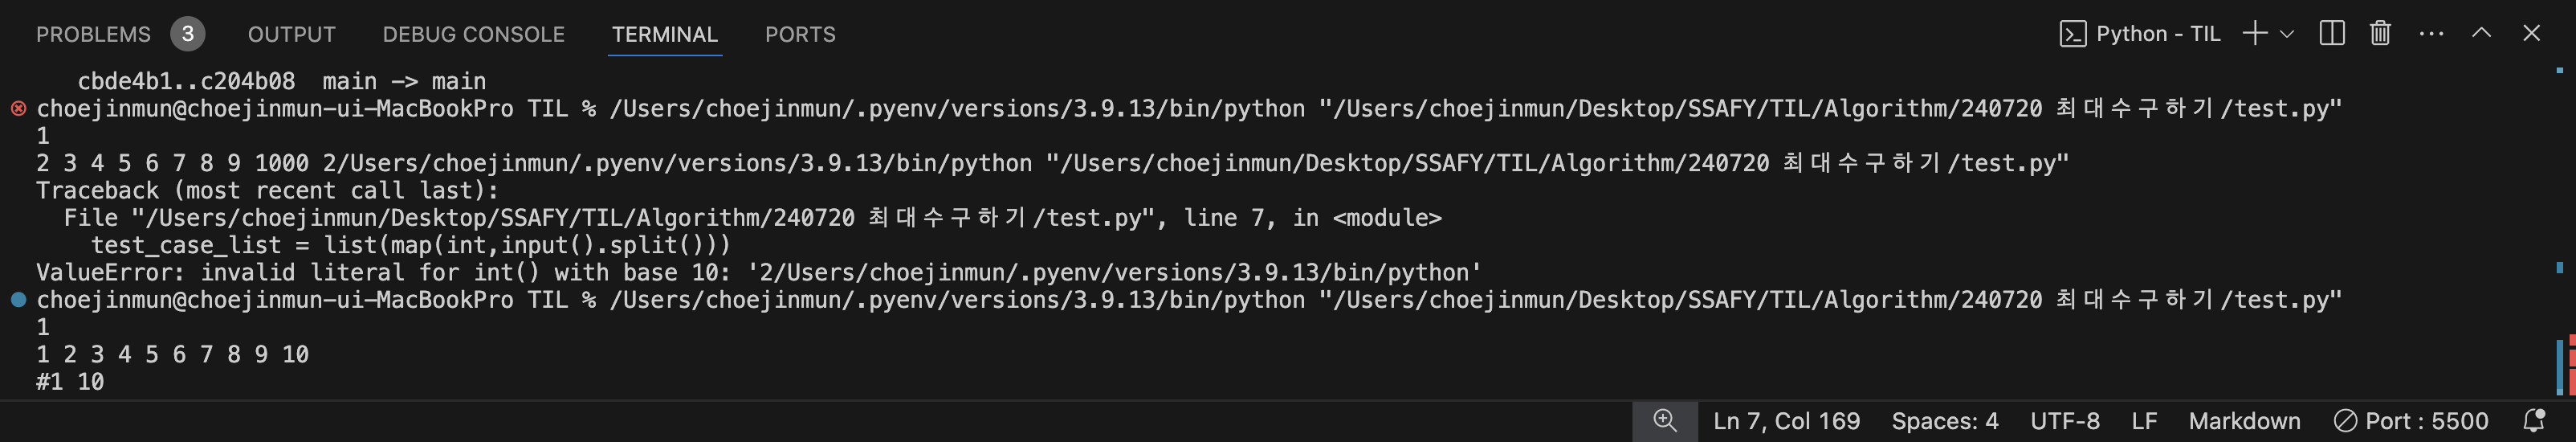 PROBLEMS 3 OUTPUT DEBUG CONSOLE TERMINAL PORTS Python - TIL
cbde4b1..c204b08  main -> main
choejinmun@choejinmun-ui-MacBookPro TIL % /Users/choejinmun/.pyenv/versions/3.9.13/bin/python "/Users/choejinmun/Desktop/SSAFY/TIL/Algorithm/240720 최대수구하기/test.py"
1
2 3 4 5 6 7 8 9 1000 2/Users/choejinmun/.pyenv/versions/3.9.13/bin/python "/Users/choejinmun/Desktop/SSAFY/TIL/Algorithm/240720 최대수구하기/test.py"
Traceback (most recent call last):
  File "/Users/choejinmun/Desktop/SSAFY/TIL/Algorithm/240720 최대수구하기/test.py", line 7, in <module>
    test_case_list = list(map(int,input().split()))
ValueError: invalid literal for int() with base 10: '2/Users/choejinmun/.pyenv/versions/3.9.13/bin/python'
choejinmun@choejinmun-ui-MacBookPro TIL % /Users/choejinmun/.pyenv/versions/3.9.13/bin/python "/Users/choejinmun/Desktop/SSAFY/TIL/Algorithm/240720 최대수구하기/test.py"
1
1 2 3 4 5 6 7 8 9 10
#1 10
Ln 7, Col 169 Spaces: 4 UTF-8 LF Markdown Port : 5500